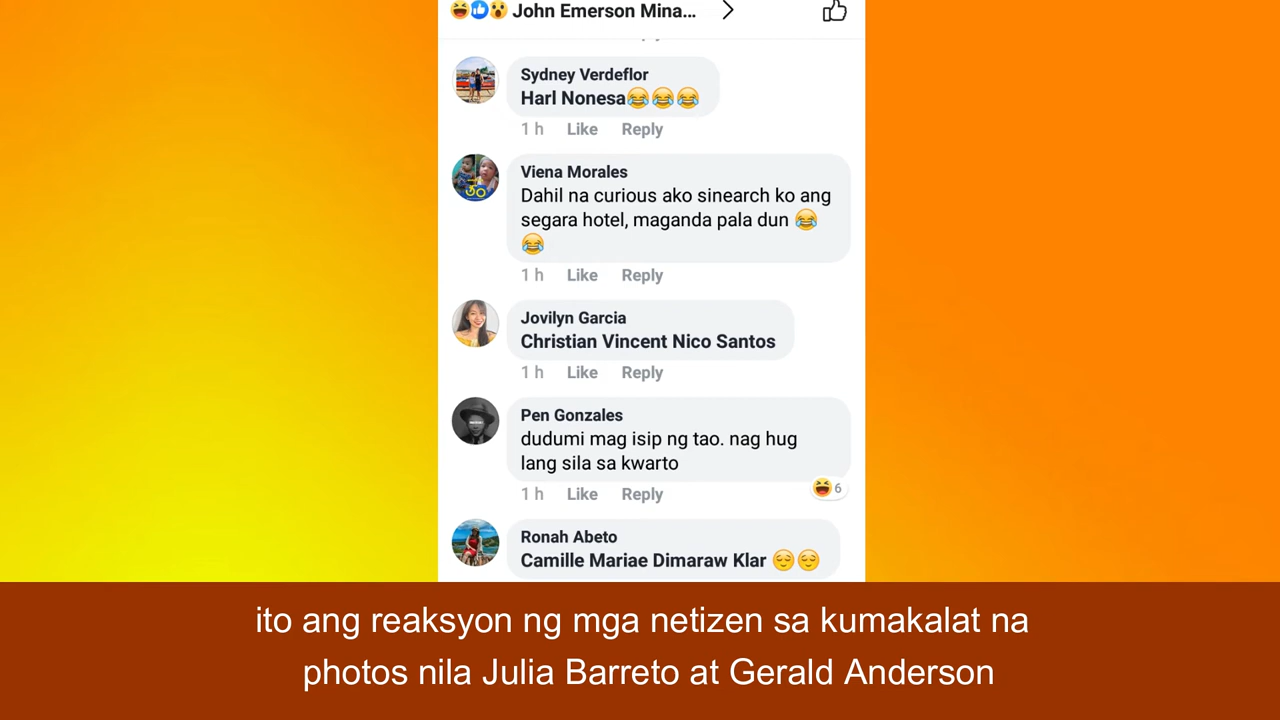 John Emerson Mina...
Sydney Verdeflor
Harl Nonesa😂😂😂
1 h Like Reply
Viena Morales
Dahil na curious ako sinearch ko ang
segara hotel, maganda pala dun 😂
😂
1 h Like Reply
Jovilyn Garcia
Christian Vincent Nico Santos
1 h Like Reply
Pen Gonzales
dudumi mag isip ng tao. nag hug
lang sila sa kwarto
1 h Like Reply
6
Ronah Abeto
Camille Mariae Dimaraw Klar 😌😌
ito ang reaksyon ng mga netizen sa kumakalat na
photos nila Julia Barreto at Gerald Anderson